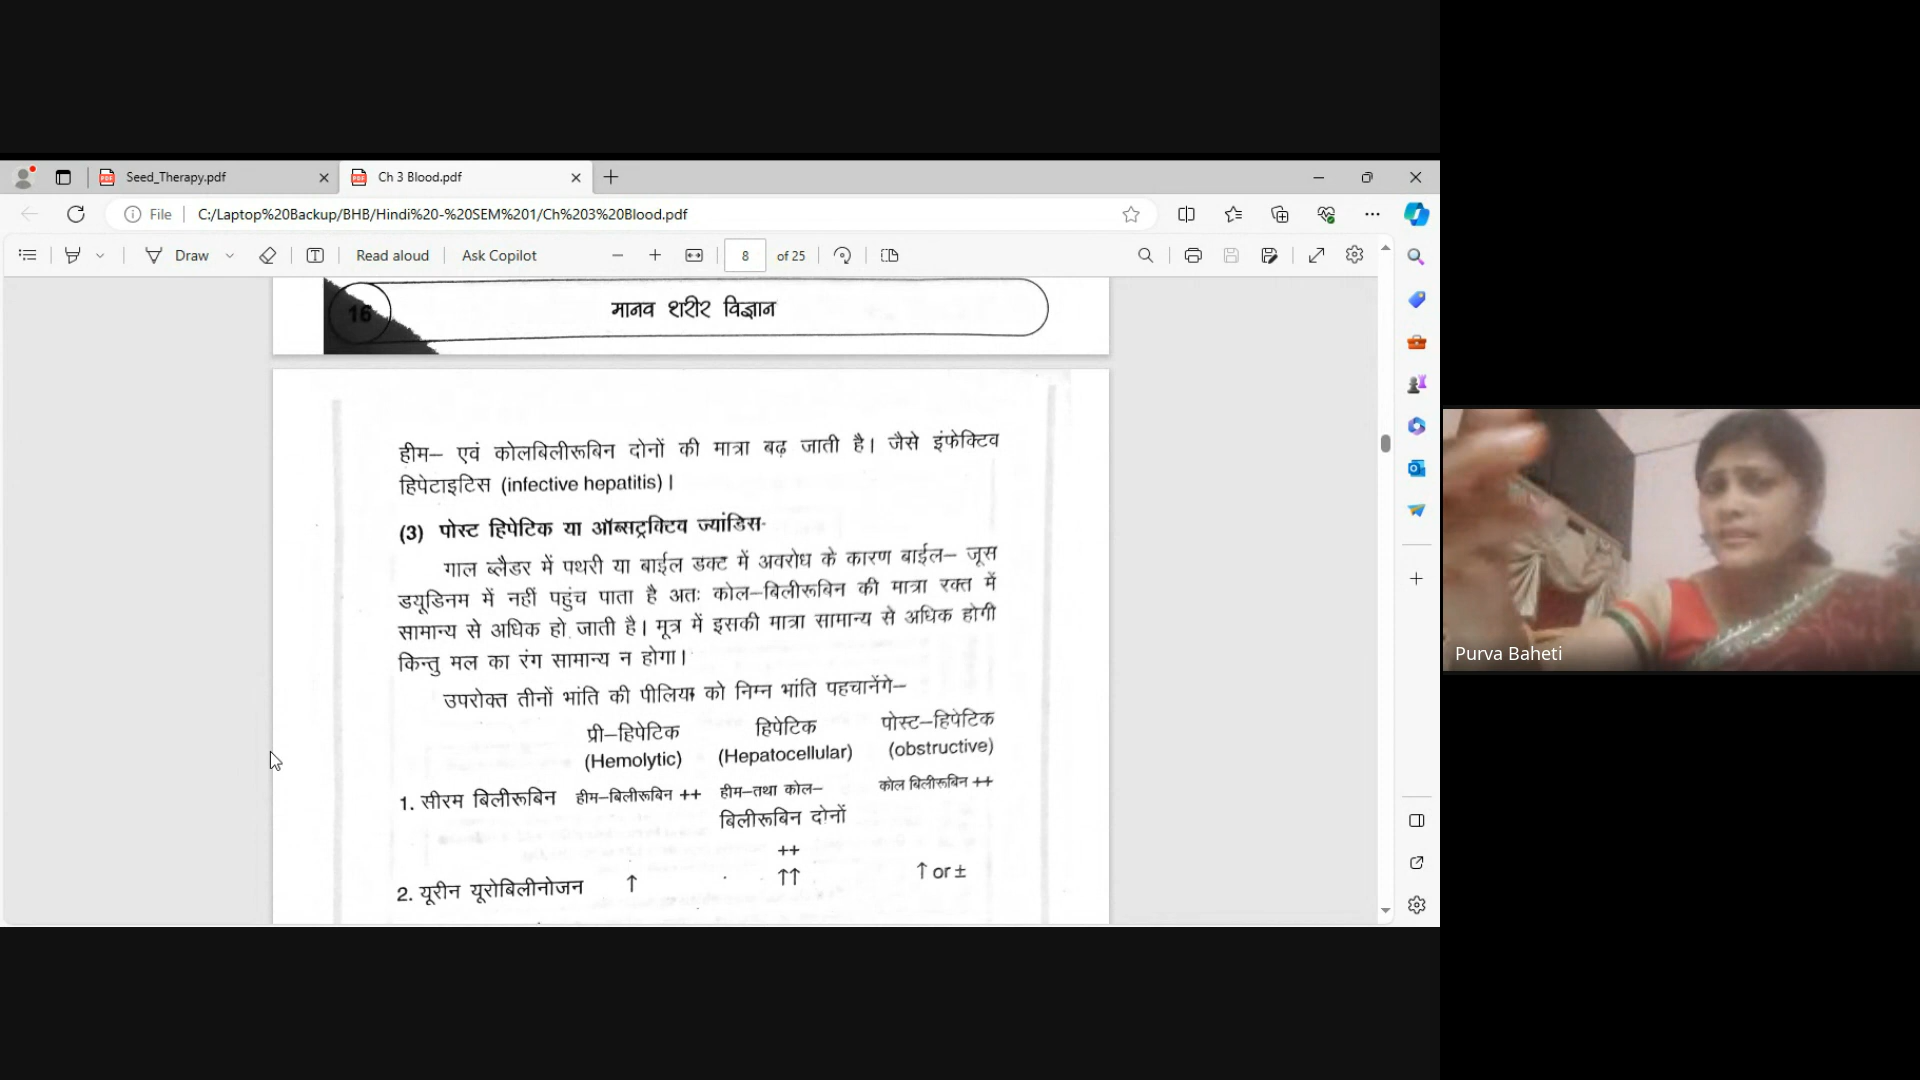 Seed_Therapy.pdf
Ch 3 Blood.pdf
File
C:/Laptop%20Backup/BHB/Hindi%20-%20SEM%201/Ch%203%20Blood.pdf
Draw
Read aloud
Ask Copilot
8 of 25
16
मानव शरीर विज्ञान
हीम– एवं कोलबिलीरूबिन दोनों की मात्रा बढ़ जाती है। जैसे इंफेक्टिव
हिपेटाइटिस (infective hepatitis)।
(3) पोस्ट हिपेटिक या ऑब्सट्रक्टिव ज्यांडिस-
गाल ब्लैडर में पथरी या बाईल डक्ट में अवरोध के कारण बाईल– जूस
डयूडिनम में नहीं पहुंच पाता है अतः कोल–बिलीरूबिन की मात्रा रक्त में
सामान्य से अधिक हो जाती है। मूत्र में इसकी मात्रा सामान्य से अधिक होगी
किन्तु मल का रंग सामान्य न होगा।
उपरोक्त तीनों भांति की पीलिया को निम्न भांति पहचानेंगे–
प्री–हिपेटिक हिपेटिक पोस्ट–हिपेटिक
(Hemolytic) (Hepatocellular) (obstructive)
1. सीरम बिलीरूबिन हीम–बिलीरूबिन ++ हीम–तथा कोल– कोल बिलीरूबिन ++
बिलीरूबिन दोनों
++
2. यूरीन यूरोबिलीनोजन ↑ ↑↑ ↑ or ±
Purva Baheti